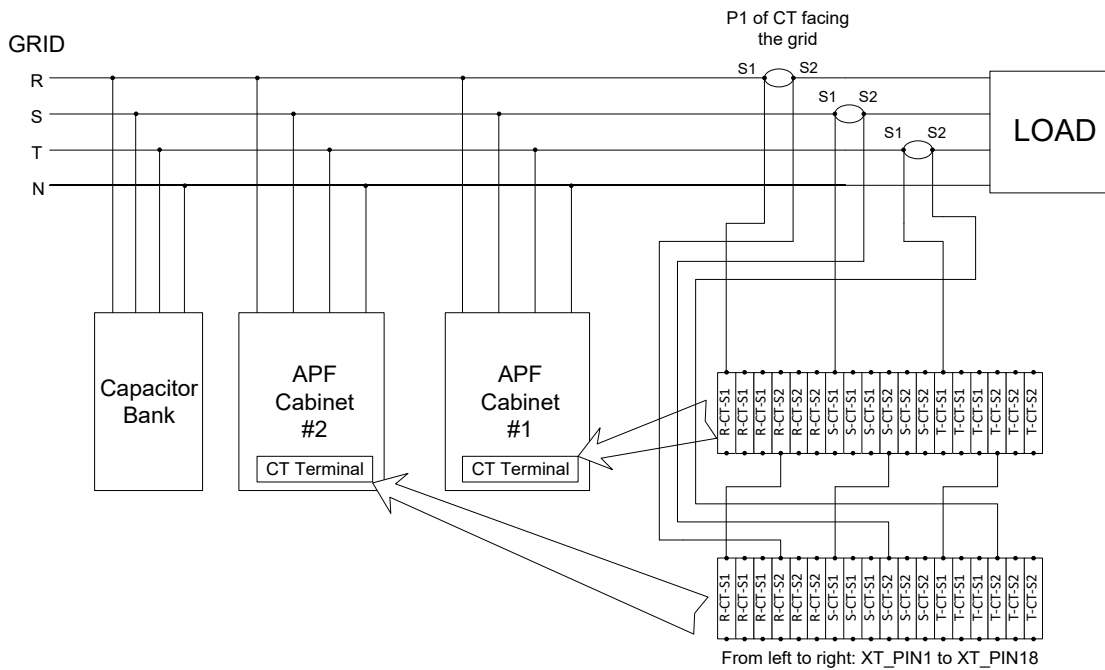 P1 of CT facing
the grid
GRID
R
S
T
N
S1
S2
S1
S2
S1
S2
LOAD
Capacitor
Bank
APF
Cabinet
#2
CT Terminal
APF
Cabinet
#1
CT Terminal
R-CT-S1
R-CT-S1
R-CT-S1
R-CT-S2
R-CT-S2
R-CT-S2
S-CT-S1
S-CT-S1
S-CT-S1
S-CT-S2
S-CT-S2
S-CT-S2
T-CT-S1
T-CT-S1
T-CT-S1
T-CT-S2
T-CT-S2
T-CT-S2
R-CT-S1
R-CT-S1
R-CT-S1
R-CT-S2
R-CT-S2
R-CT-S2
S-CT-S1
S-CT-S1
S-CT-S1
S-CT-S2
S-CT-S2
S-CT-S2
T-CT-S1
T-CT-S1
T-CT-S1
T-CT-S2
T-CT-S2
T-CT-S2
From left to right: XT_PIN1 to XT_PIN18